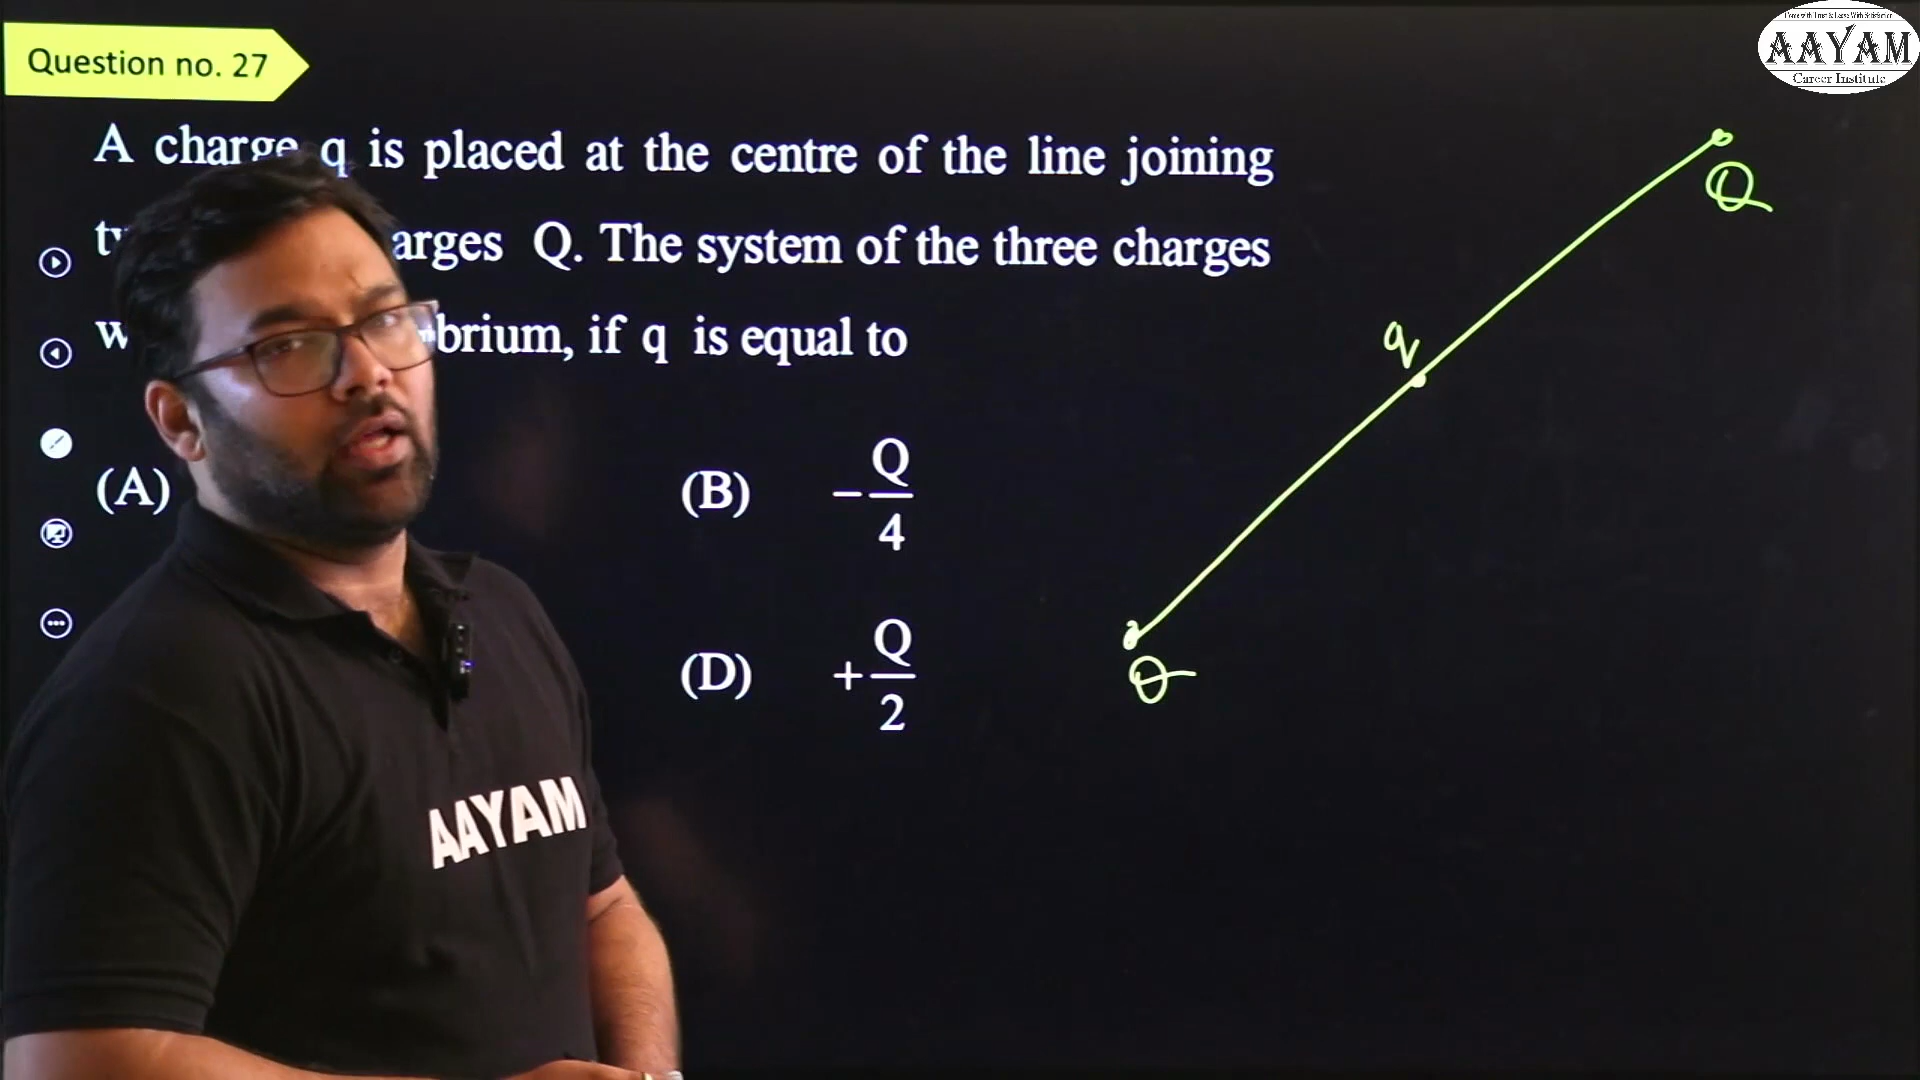 Question no. 27
AAYAM
Career Institute
A charge q is placed at the centre of the line joining
arges Q. The system of the three charges
brium, if q is equal to
(A)
(B) −Q/4
(D) +Q/2
Q
q
Q
AAYAM